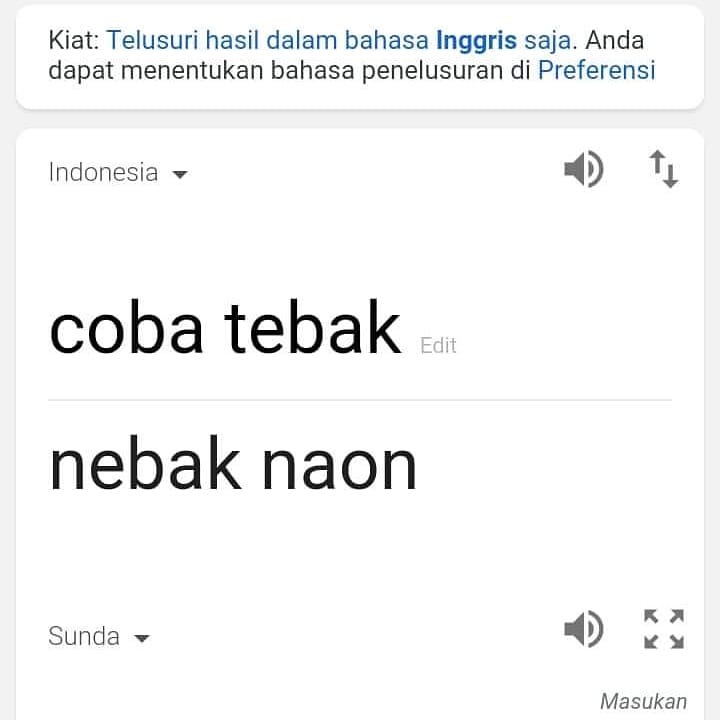 Kiat: Telusuri hasil dalam bahasa Inggris saja. Anda
dapat menentukan bahasa penelusuran di Preferensi
Indonesia
coba tebak Edit
nebak naon
Sunda
Masukan